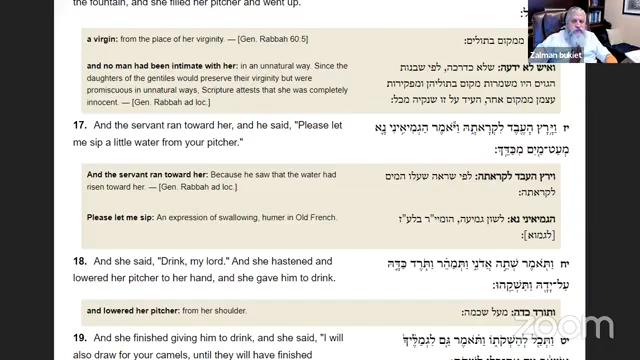 the fountain, and she filled her pitcher and went up.
a virgin: from the place of her virginity. — [Gen. Rabbah 60:5]
ממקום בתולים:
and no man had been intimate with her: in an unnatural way. Since the
daughters of the gentiles would preserve their virginity but were
promiscuous in unnatural ways, Scripture attests that she was completely
innocent. — [Gen. Rabbah ad loc.]
ואיש לא ידעה: שלא כדרכה, לפי שבנות
הגוים היו משמרות מקום בתוליהן ומפקירות
עצמן ממקום אחר, העיד על זו שנקיה מכל:
17. And the servant ran toward her, and he said, "Please let
me sip a little water from your pitcher."
יז וַיָּ֥רָץ הָעֶ֖בֶד לִקְרָאתָ֑הּ וַיֹּ֕אמֶר הַגְמִיאִ֥ינִי נָ֛א
מְעַט־מַ֖יִם מִכַּדֵּֽךְ:
And the servant ran toward her: Because he saw that the water had
risen toward her. — [Gen. Rabbah ad loc.]
וירץ העבד לקראתה: לפי שראה שעלו המים
לקראתה:
Please let me sip: An expression of swallowing, humer in Old French.
הגמיאיני נא: לשון גמיעה, הומיי"ר בלע"ז
[לגמוא]:
18. And she said, "Drink, my lord." And she hastened and
lowered her pitcher to her hand, and she gave him to drink.
יח וַתֹּ֖אמֶר שְׁתֵ֣ה אֲדֹנִ֑י וַתְּמַהֵ֗ר וַתֹּ֧רֶד כַּדָּ֛הּ
עַל־יָדָ֖הּ וַתַּשְׁקֵֽהוּ:
and lowered her pitcher: from her shoulder.
ותורד כדה: מעל שכמה:
19. And she finished giving him to drink, and she said, "I will
also draw for your camels, until they will have finished
יט וַתְּכַ֖ל לְהַשְׁקֹת֑וֹ וַתֹּ֗אמֶר גַּ֤ם לִגְמַלֶּ֙יךָ֙
Zalman bukiet
zoom